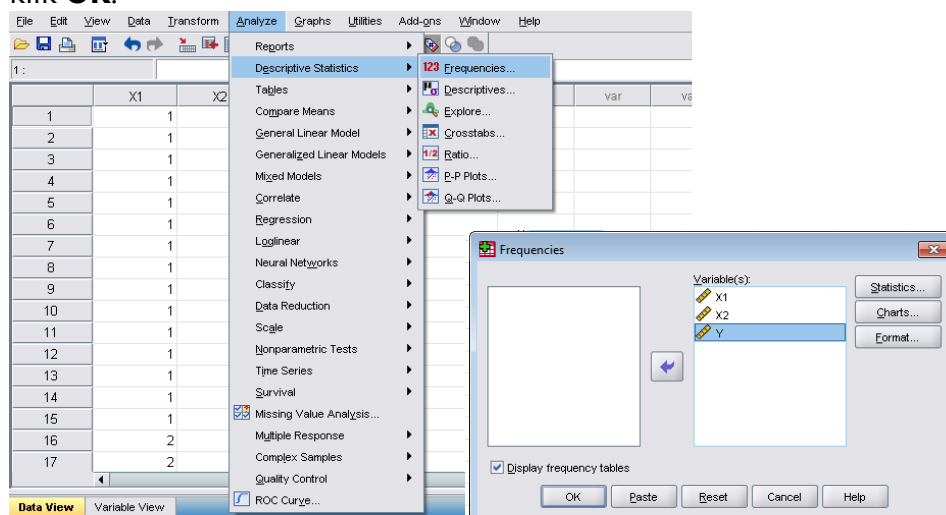 klik OK.
File Edit View Data Transform Analyze Graphs Utilities Add-ons Window Help
1 :
X1 X2 var va
1 1
2 1
3 1
4 1
5 1
6 1
7 1
8 1
9 1
10 1
11 1
12 1
13 1
14 1
15 1
16 2
17 2
Data View Variable View
Reports
Descriptive Statistics
Tables
Compare Means
General Linear Model
Generalized Linear Models
Mixed Models
Correlate
Regression
Loglinear
Neural Networks
Classify
Data Reduction
Scale
Nonparametric Tests
Time Series
Survival
Missing Value Analysis...
Multiple Response
Complex Samples
Quality Control
ROC Curve...
123 Frequencies...
Descriptives...
Explore...
Crosstabs...
1/2 Ratio...
P-P Plots...
Q-Q Plots...
Frequencies
Variable(s):
X1
X2
Y
Statistics...
Charts...
Format...
Display frequency tables
OK Paste Reset Cancel Help